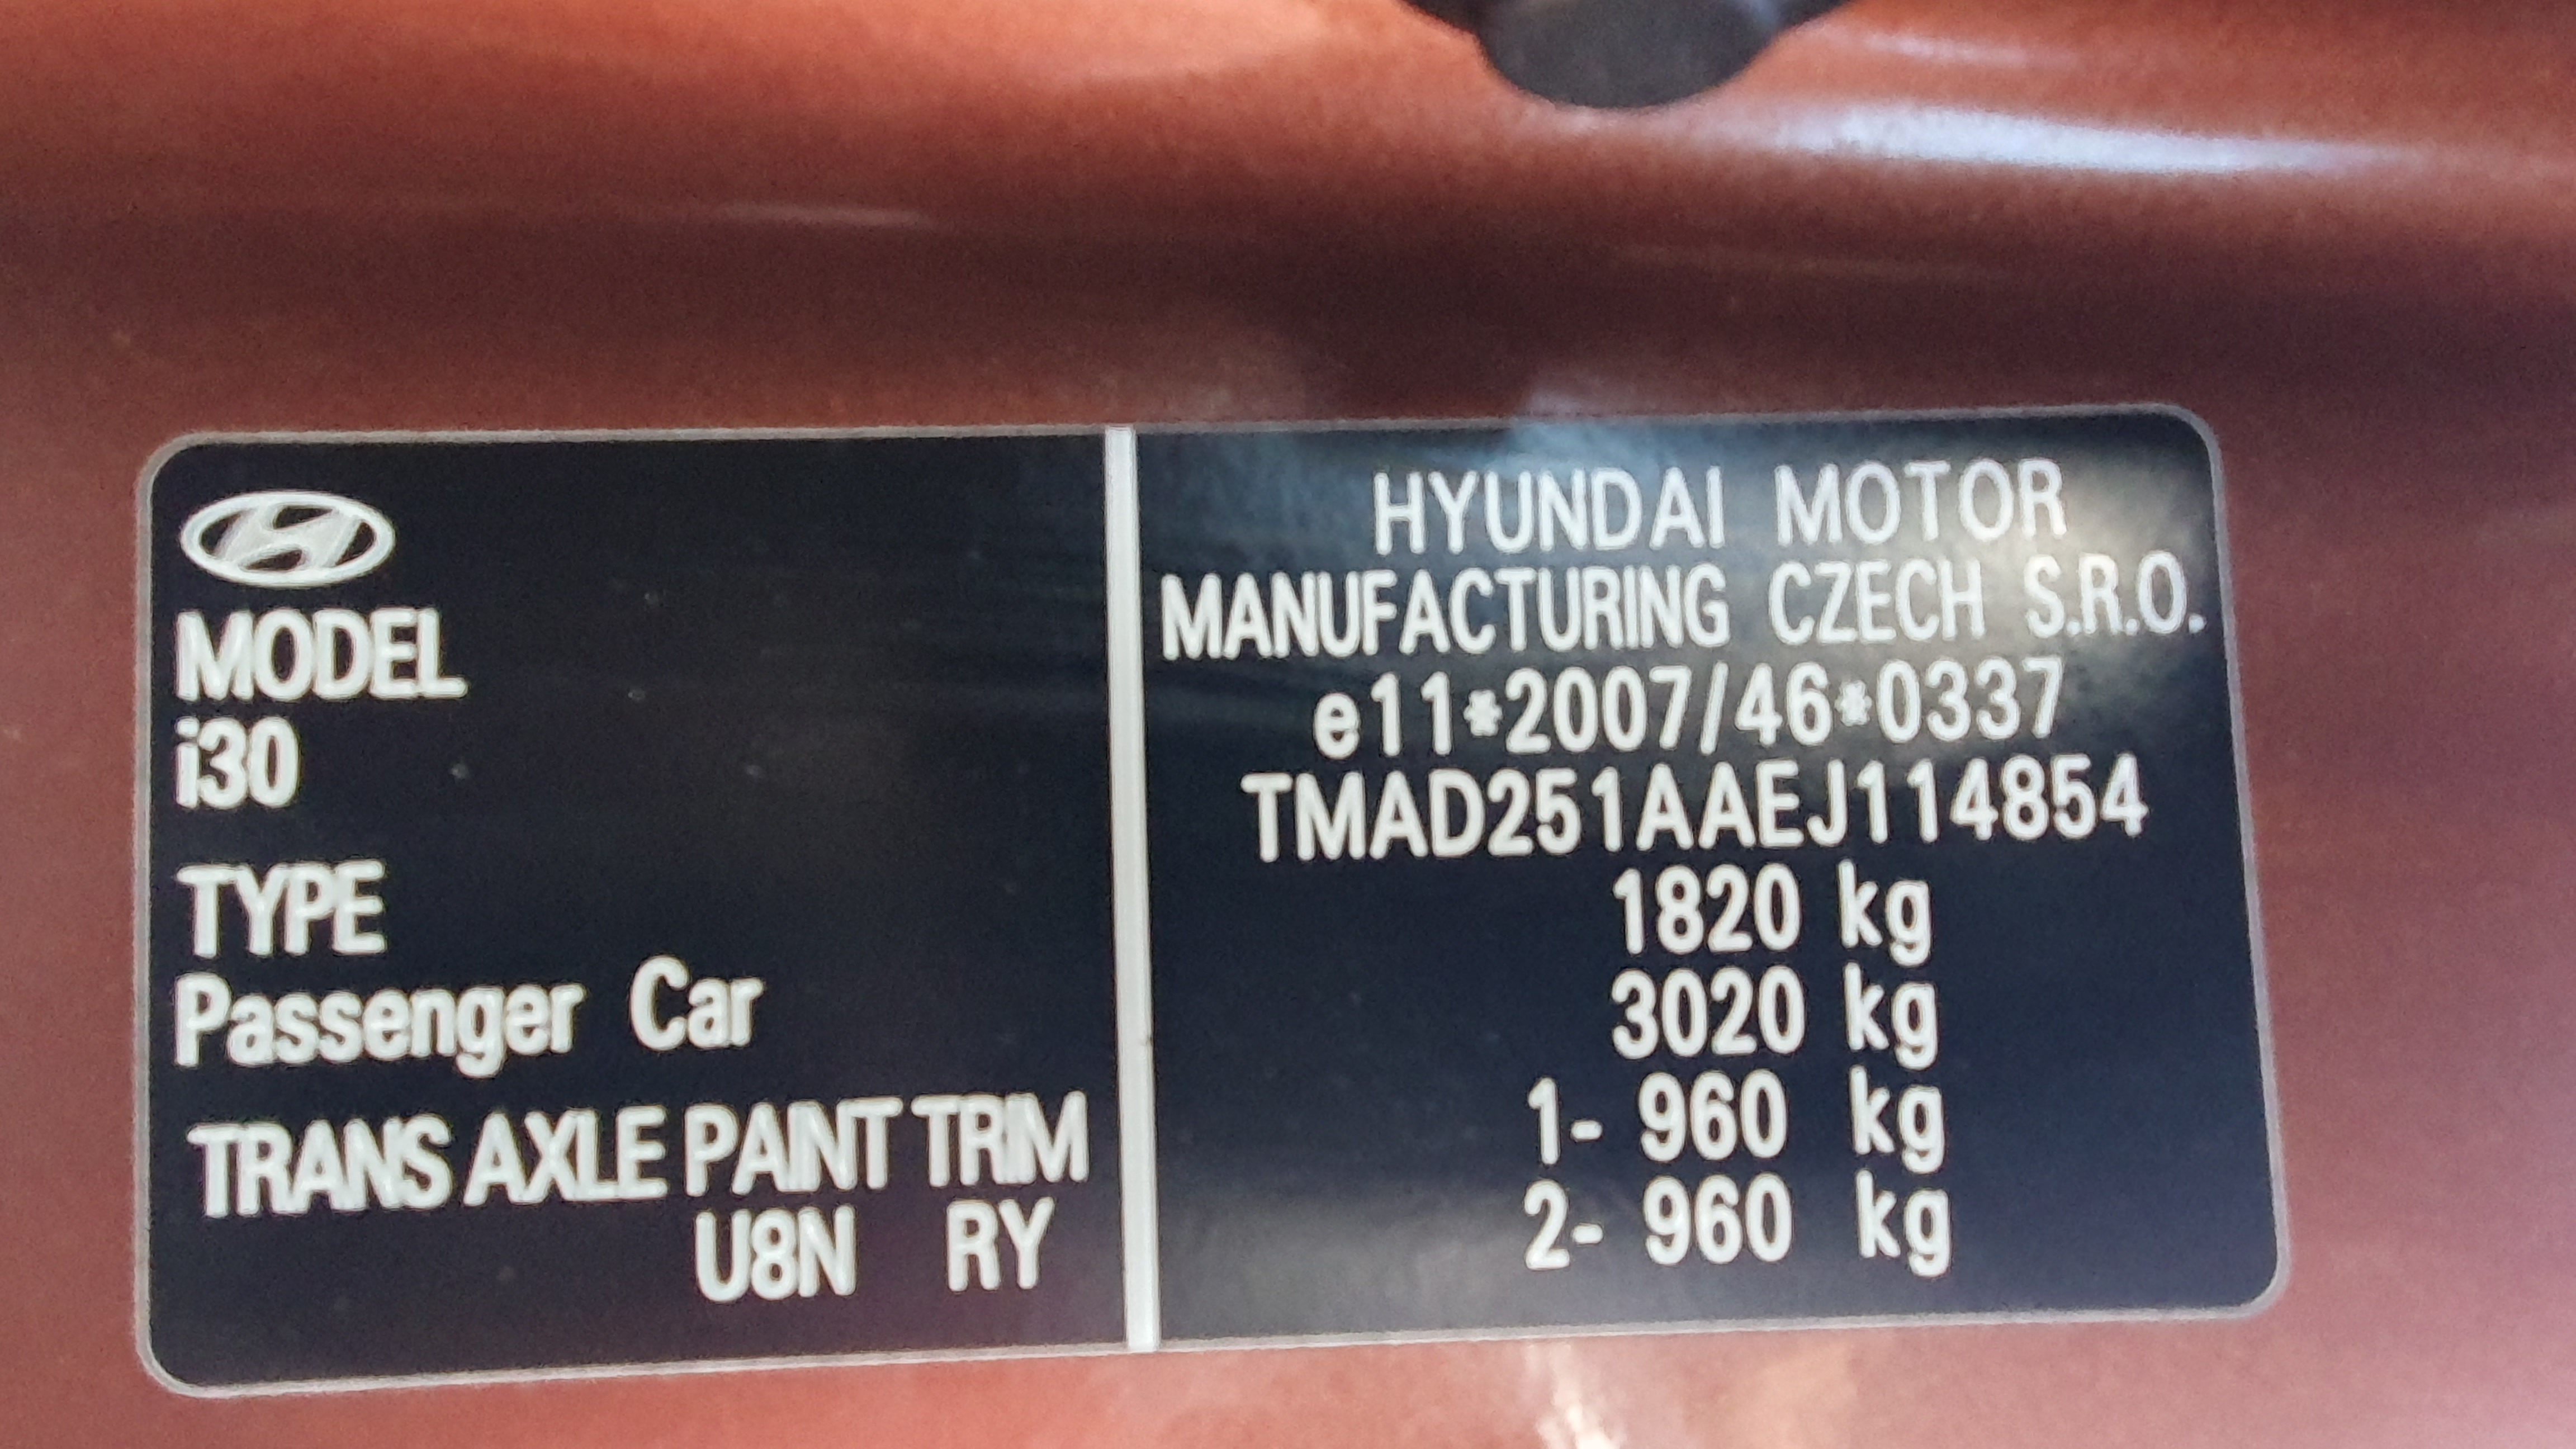 MODEL
i30
TYPE
Passenger Car
TRANS AXLE PAINT TRIM
U8N RY
HYUNDAI MOTOR
MANUFACTURING CZECH S.R.O.
e11*2007/46*0337
TMAD251AAEJ114854
1820 kg
3020 kg
1- 960 kg
2- 960 kg